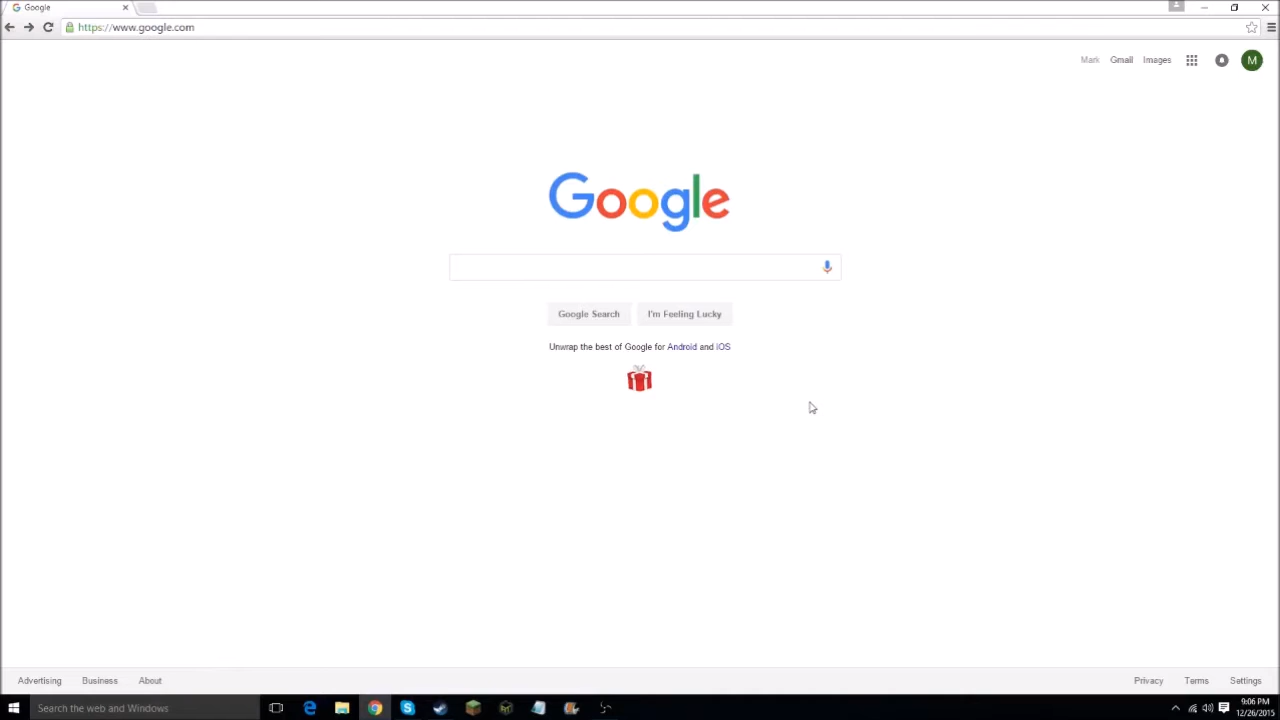 Google
https://www.google.com
Mark Gmail Images M
Google
Google Search I'm Feeling Lucky
Unwrap the best of Google for Android and iOS
Advertising Business About Privacy Terms Settings
Search the web and Windows
9:06 PM
12/26/2015